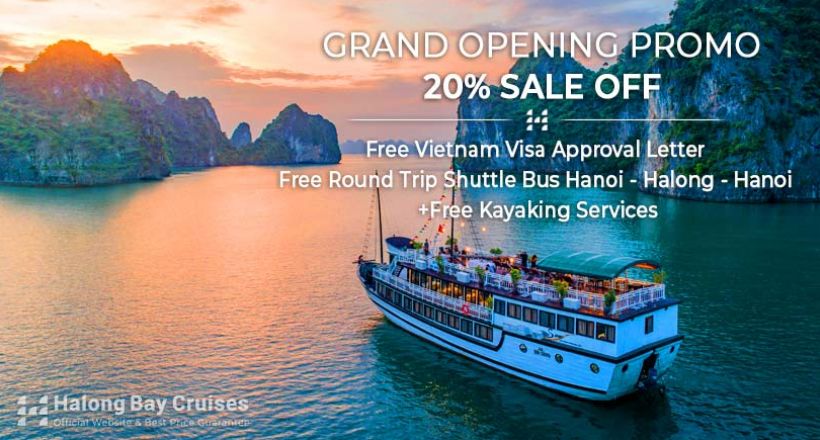 GRAND OPENING PROMO
20% SALE OFF
Free Vietnam Visa Approval Letter
Free Round Trip Shuttle Bus Hanoi - Halong - Hanoi
+Free Kayaking Services
Halong Bay Cruises
Official Website & Best Price Guarantee